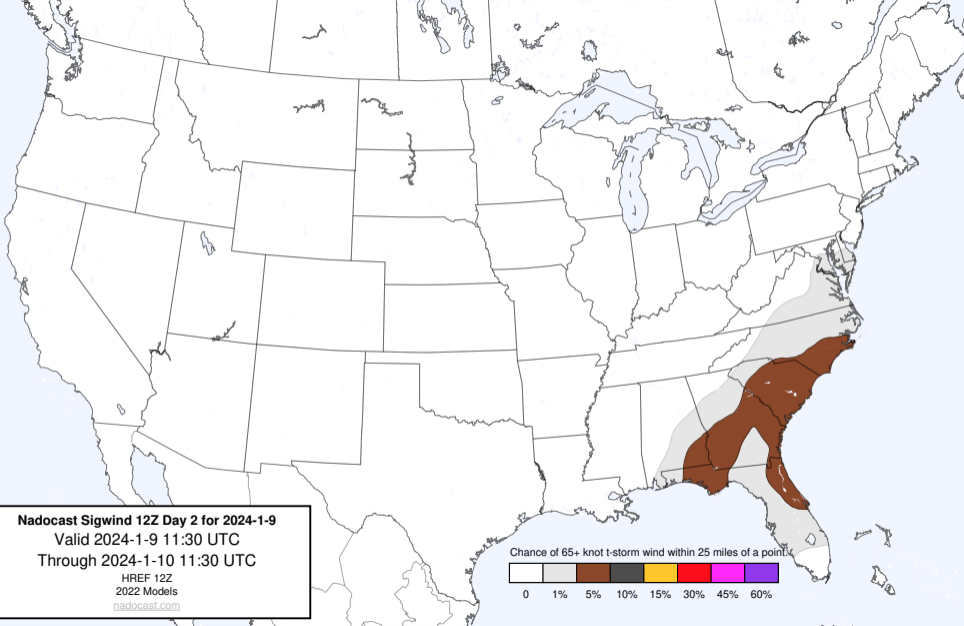 Nadocast Sigwind 12Z Day 2 for 2024-1-9
Valid 2024-1-9 11:30 UTC
Through 2024-1-10 11:30 UTC
HREF 12Z
2022 Models
nadocast.com
Chance of 65+ knot t-storm wind within 25 miles of a point.
0 1% 5% 10% 15% 30% 45% 60%